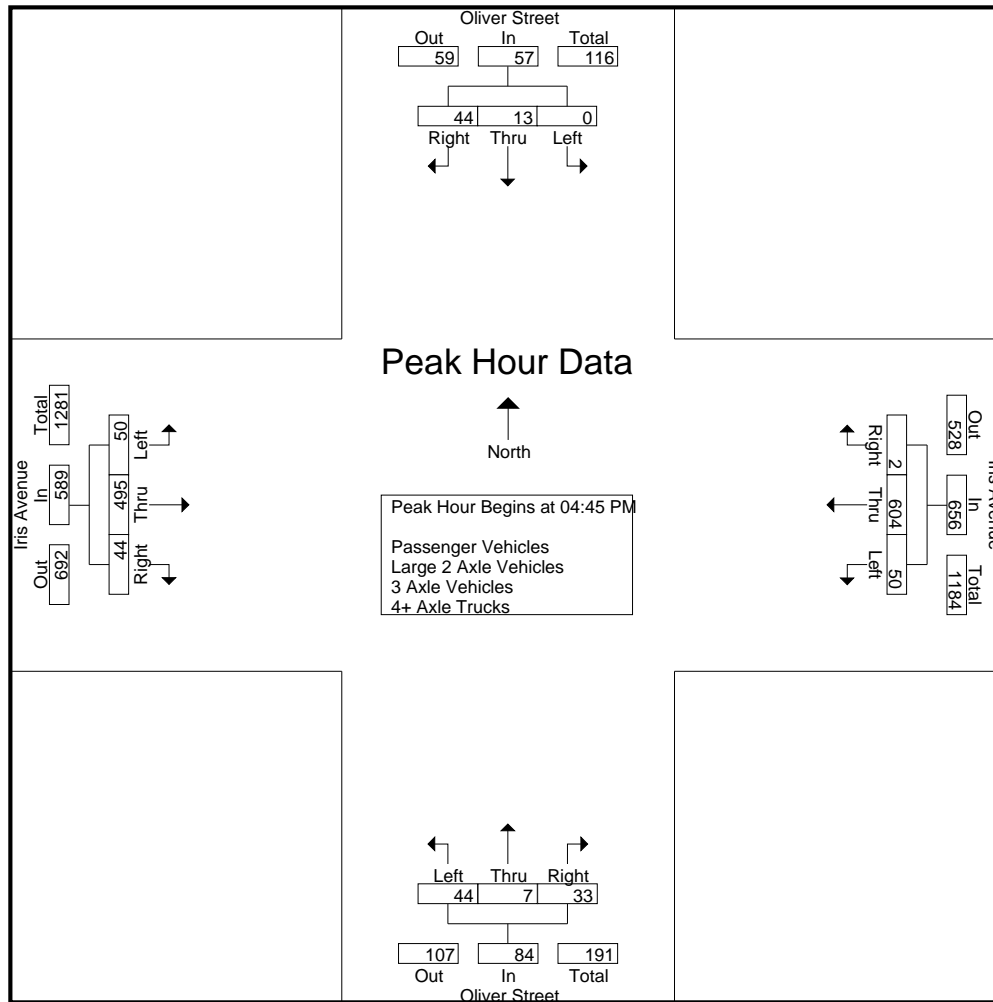 Oliver Street
Out In Total
59 57 116
44 13 0
Right Thru Left
Peak Hour Data
North
Peak Hour Begins at 04:45 PM
Passenger Vehicles
Large 2 Axle Vehicles
3 Axle Vehicles
4+ Axle Trucks
Iris Avenue
Out In Total
692 589 1281
44 495 50
Right Thru Left
Iris Avenue
Out In Total
528 656 1184
2 604 50
Right Thru Left
Left Thru Right
44 7 33
107 84 191
Out In Total
Oliver Street